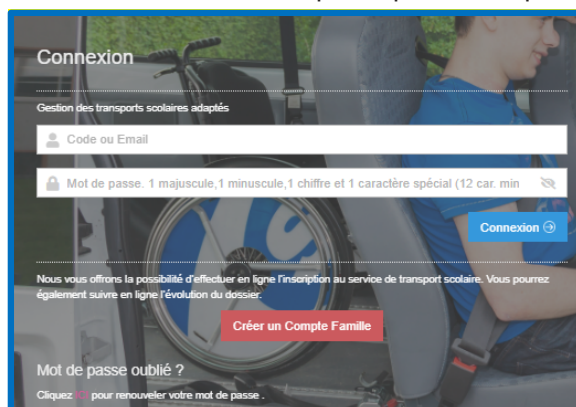 Connexion
Gestion des transports scolaires adaptés
Code ou Email
Mot de passe. 1 majuscule,1 minuscule,1 chiffre et 1 caractère spécial (12 car. min
Connexion
Nous vous offrons la possibilité d'effectuer en ligne l'inscription au service de transport scolaire. Vous pourrez
également suivre en ligne l'évolution du dossier.
Créer un Compte Famille
Mot de passe oublié ?
Cliquez pour renouveler votre mot de passe .